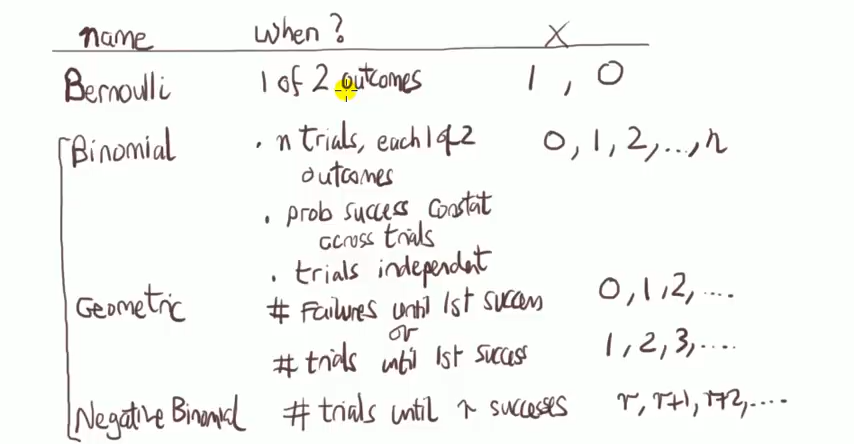 name When? X
Bernoulli 1 of 2 outcomes 1, 0
Binomial · n trials, each 1 of 2 0, 1, 2, ..., n
outcomes
· prob success constat
across trials
· trials independent
Geometric # Failures until 1st success 0, 1, 2, ....
or
# trials until 1st success 1, 2, 3, ....
Negative Binomial # trials until r successes r, r+1, r+2, ....